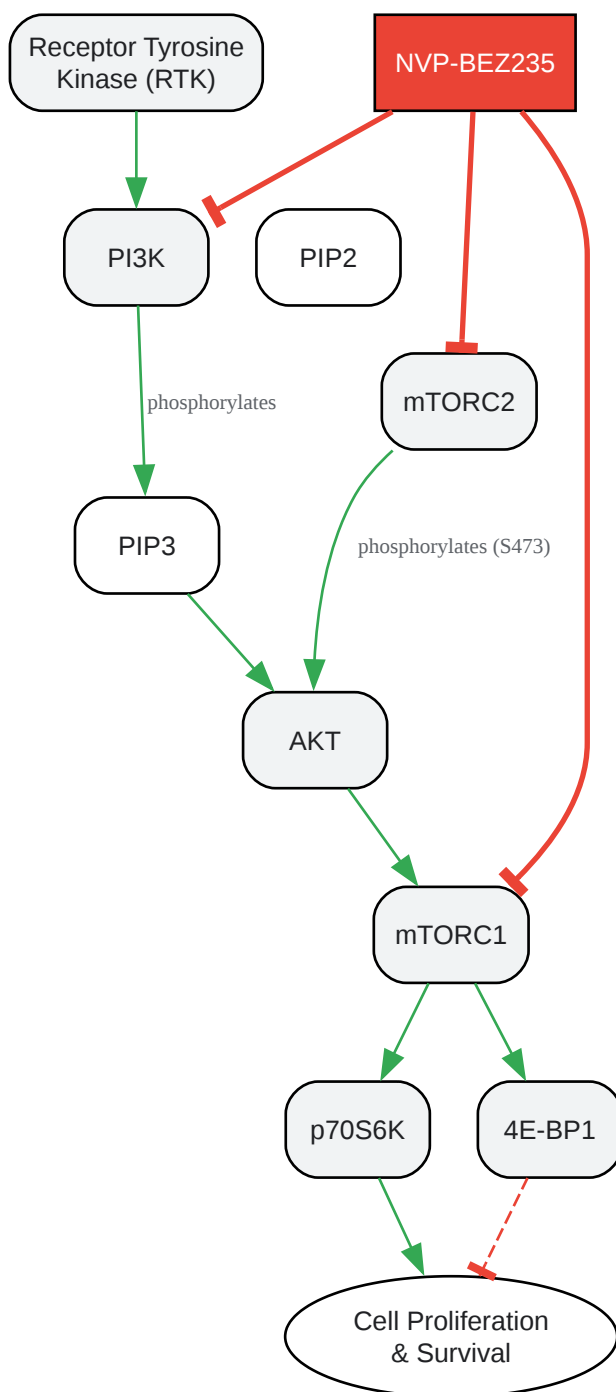 Receptor Tyrosine
Kinase (RTK)
NVP-BEZ235
PI3K
PIP2
phosphorylates
mTORC2
PIP3
phosphorylates (S473)
AKT
mTORC1
p70S6K
4E-BP1
Cell Proliferation
& Survival